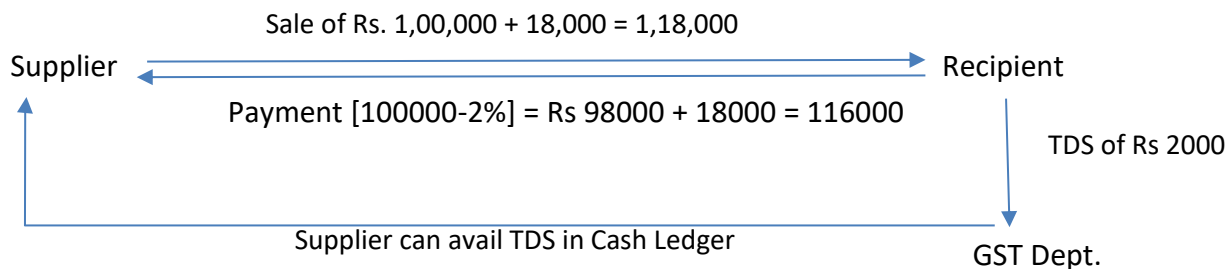 Sale of Rs. 1,00,000 + 18,000 = 1,18,000
Supplier
Recipient
Payment [100000-2%] = Rs 98000 + 18000 = 116000
TDS of Rs 2000
Supplier can avail TDS in Cash Ledger
GST Dept.